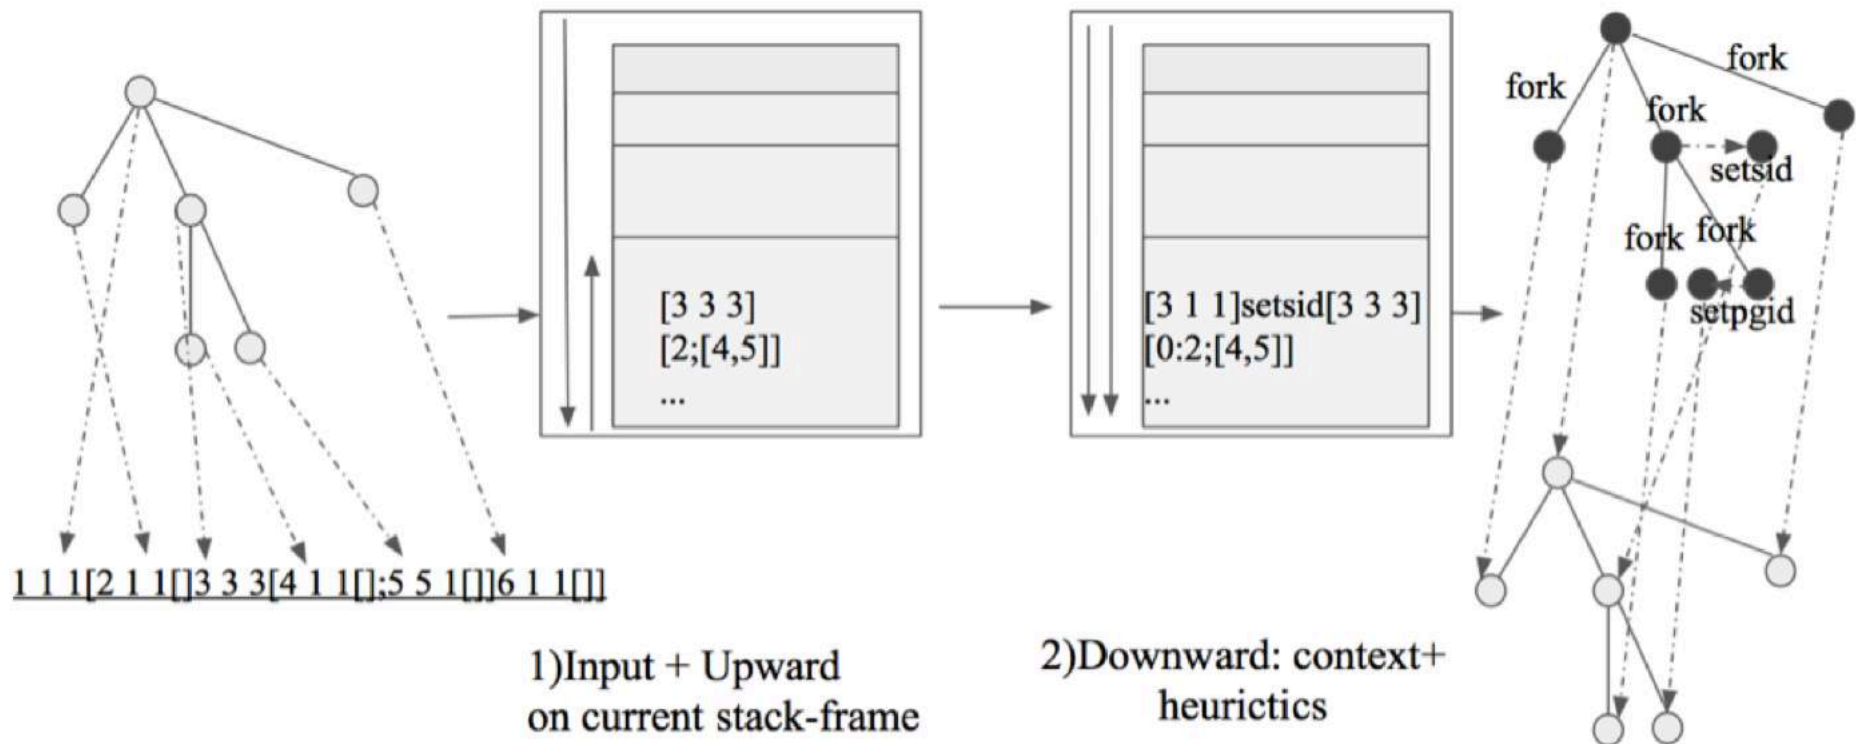 fork
fork
fork
setsid
fork fork
setpgid
[3 3 3]
[2;[4,5]]
...
[3 1 1]setsid[3 3 3]
[0:2;[4,5]]
...
1 1 1[2 1 1[]3 3 3[4 1 1[];5 5 1[]]6 1 1[]]
1)Input + Upward
on current stack-frame
2)Downward: context+
heurictics